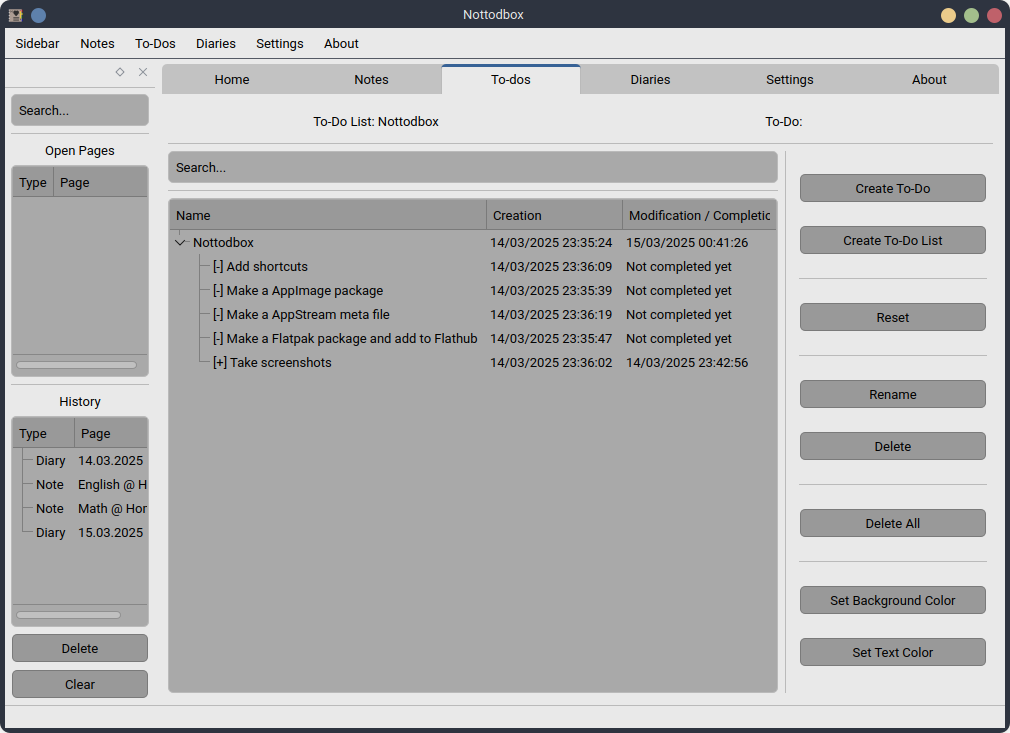 Nottodbox
Sidebar Notes To-Dos Diaries Settings About
Home Notes To-dos Diaries Settings About
Search...
Open Pages
Type Page
History
Type Page
Diary 14.03.2025
Note English @ H
Note Math @ Hor
Diary 15.03.2025
Delete
Clear
To-Do List: Nottodbox To-Do:
Search...
Name Creation Modification / Completic
Nottodbox 14/03/2025 23:35:24 15/03/2025 00:41:26
[-] Add shortcuts 14/03/2025 23:36:09 Not completed yet
[-] Make a AppImage package 14/03/2025 23:35:39 Not completed yet
[-] Make a AppStream meta file 14/03/2025 23:36:19 Not completed yet
[-] Make a Flatpak package and add to Flathub 14/03/2025 23:35:47 Not completed yet
[+] Take screenshots 14/03/2025 23:36:02 14/03/2025 23:42:56
Create To-Do
Create To-Do List
Reset
Rename
Delete
Delete All
Set Background Color
Set Text Color